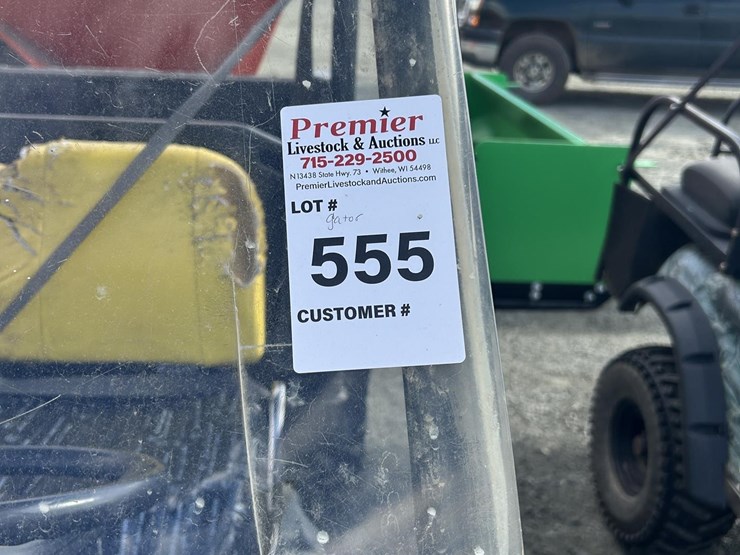 Premier
Livestock & Auctions LLC
715-229-2500
N13438 State Hwy. 73 • Withee, WI 54498
PremierLivestockandAuctions.com
LOT #
gator
555
CUSTOMER #